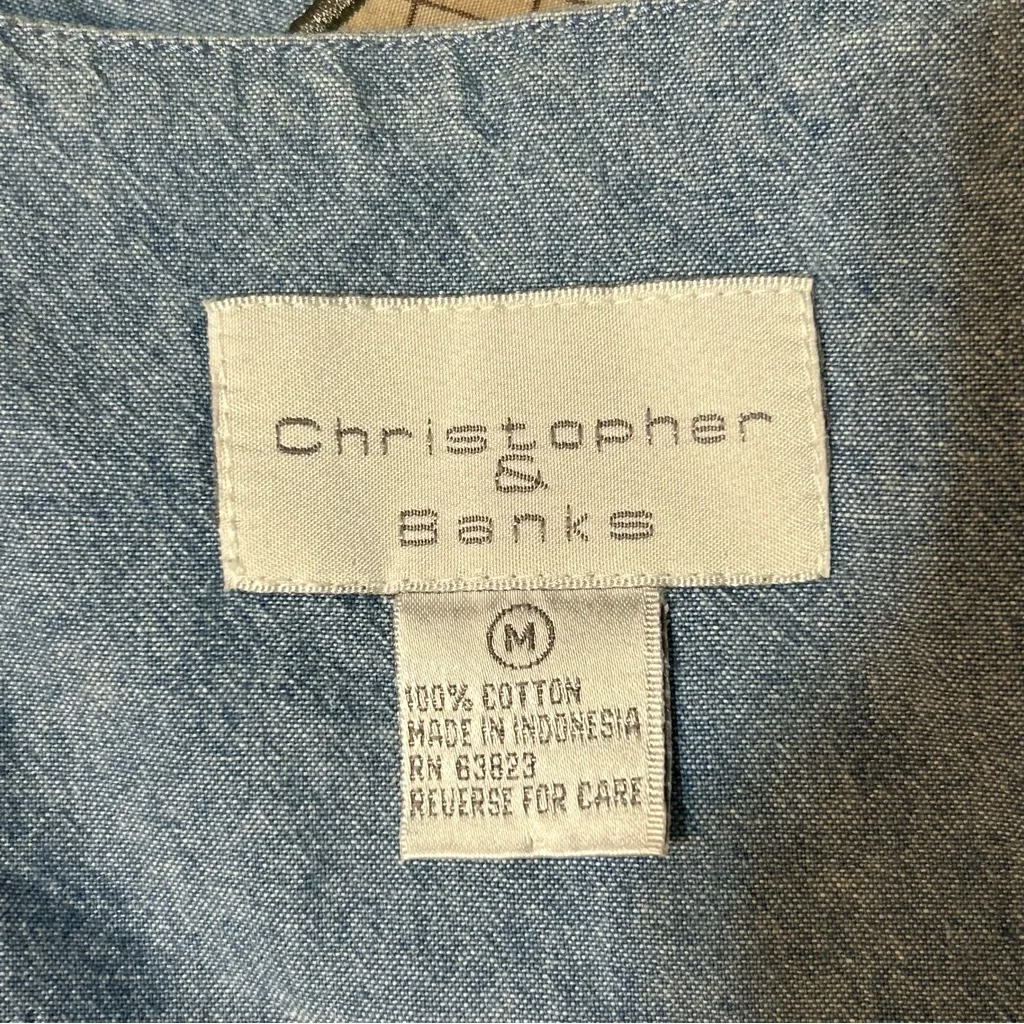 Christopher
&
Banks
M
100% COTTON
MADE IN INDONESIA
RN 63823
REVERSE FOR CARE